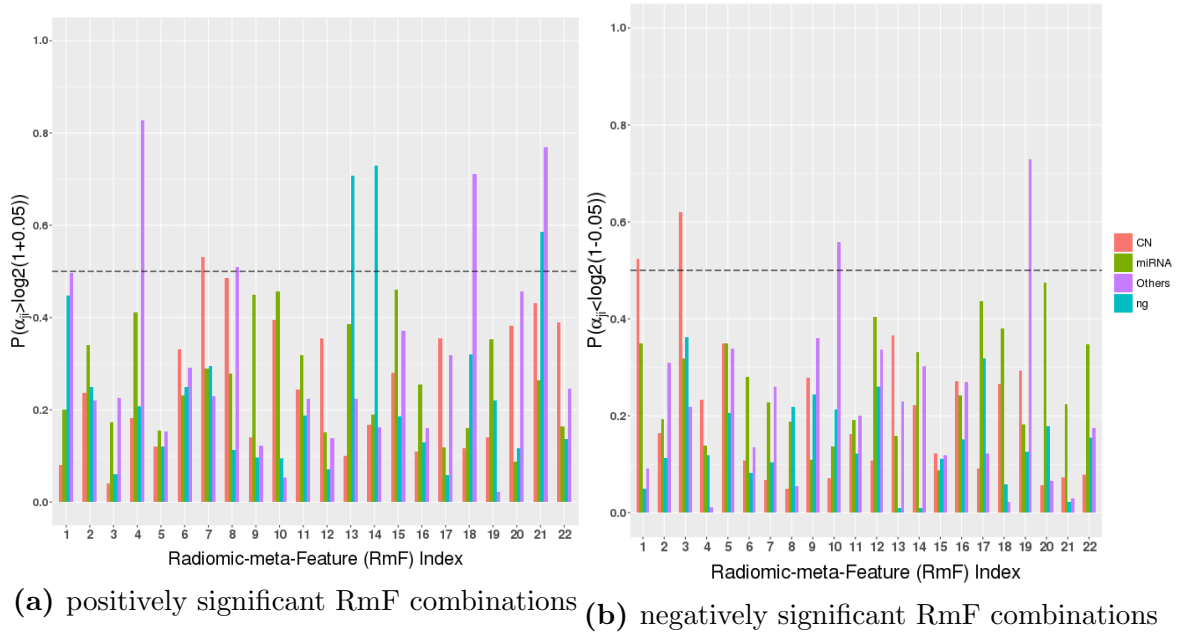 P(αji>log2(1+0.05))
1.0
0.8
0.6
0.4
0.2
0.0
1 2 3 4 5 6 7 8 9 10 11 12 13 14 15 16 17 18 19 20 21 22
Radiomic-meta-Feature (RmF) Index
(a) positively significant RmF combinations
P(αji<log2(1-0.05))
1.0
0.8
0.6
0.4
0.2
0.0
1 2 3 4 5 6 7 8 9 10 11 12 13 14 15 16 17 18 19 20 21 22
Radiomic-meta-Feature (RmF) Index
CN
miRNA
Others
ng
(b) negatively significant RmF combinations